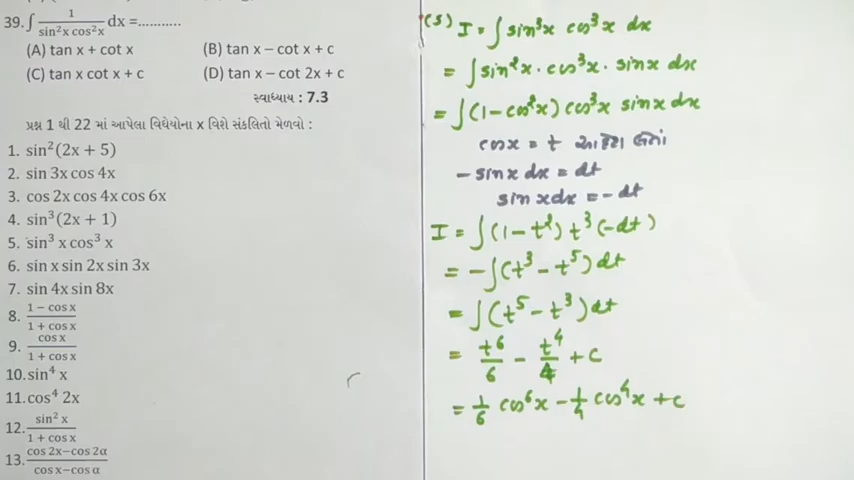 39. ∫ 1/(sin²x cos²x) dx =...........
(A) tan x + cot x (B) tan x − cot x + c
(C) tan x cot x + c (D) tan x − cot 2x + c
સ્વાધ્યાય : 7.3
પ્રશ્ન 1 થી 22 માં આપેલા વિધેયોના x વિશે સંકલિતો મેળવો :
1. sin²(2x + 5)
2. sin 3x cos 4x
3. cos 2x cos 4x cos 6x
4. sin³(2x + 1)
5. sin³ x cos³ x
6. sin x sin 2x sin 3x
7. sin 4x sin 8x
8. (1 − cos x)/(1 + cos x)
9. cos x/(1 + cos x)
10. sin⁴ x
11. cos⁴ 2x
12. sin² x/(1 + cos x)
13. (cos 2x−cos 2α)/(cos x−cos α)
(5) I = ∫ sin³x cos³x dx
= ∫ sin²x · cos³x · sinx dx
= ∫ (1 − cos²x) cos³x sinx dx
cosx = t આદેશ લેતાં
− sinx dx = dt
sinx dx = − dt
I = ∫ (1 − t²) t³ (−dt)
= − ∫ (t³ − t⁵) dt
= ∫ (t⁵ − t³) dt
= t⁶/6 − t⁴/4 + c
= 1/6 cos⁶x − 1/4 cos⁴x + c